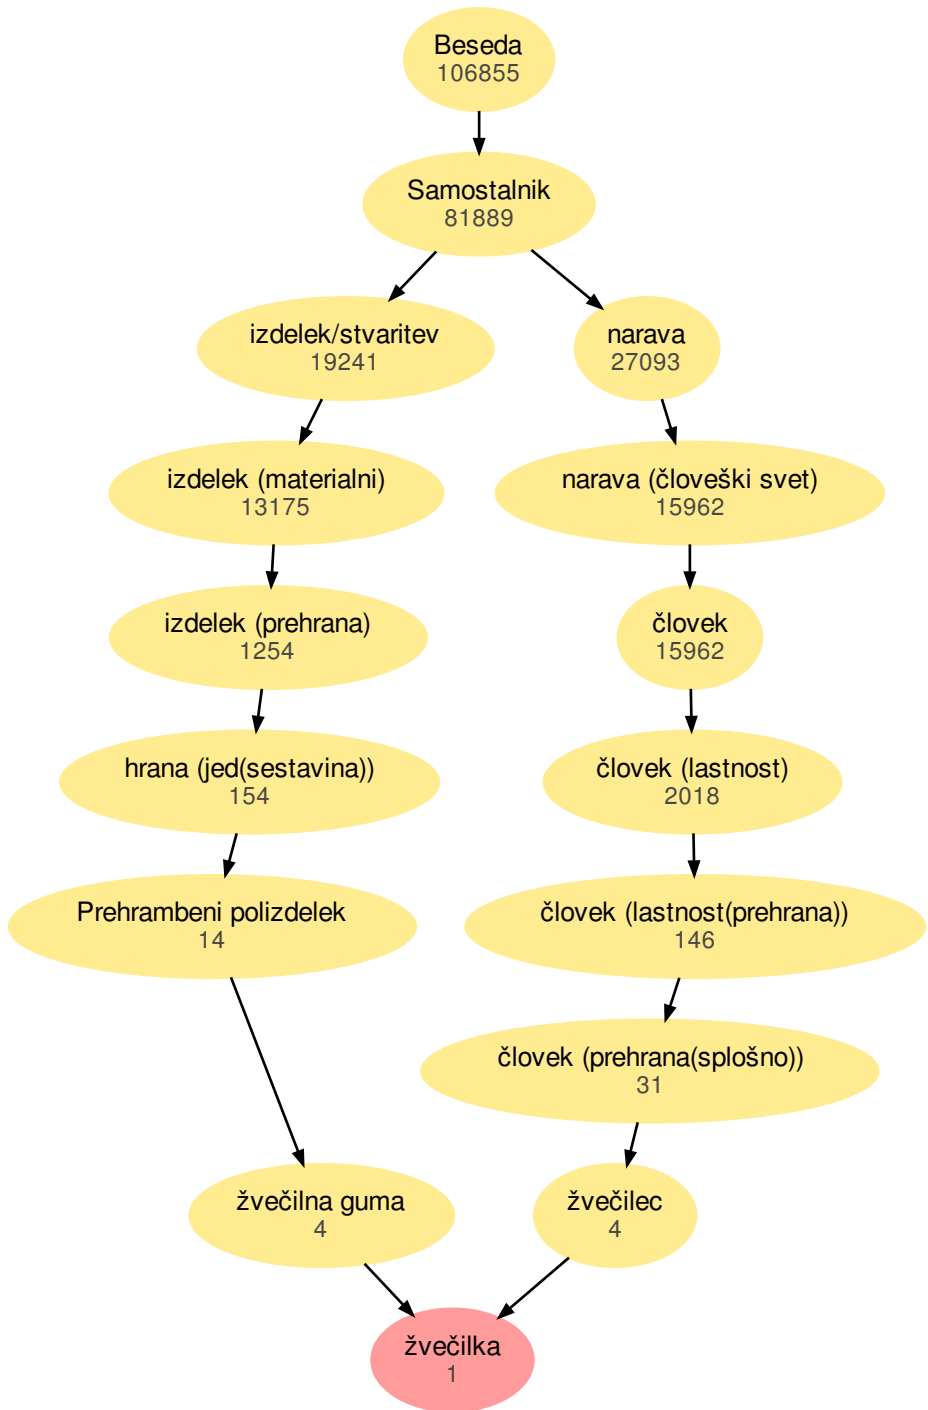 Beseda
106855
Samostalnik
81889
izdelek/stvaritev
19241
narava
27093
izdelek (materialni)
13175
narava (človeški svet)
15962
izdelek (prehrana)
1254
človek
15962
hrana (jed(sestavina))
154
človek (lastnost)
2018
Prehrambeni polizdelek
14
človek (lastnost(prehrana))
146
človek (prehrana(splošno))
31
žvečilna guma
4
žvečilec
4
žvečilka
1